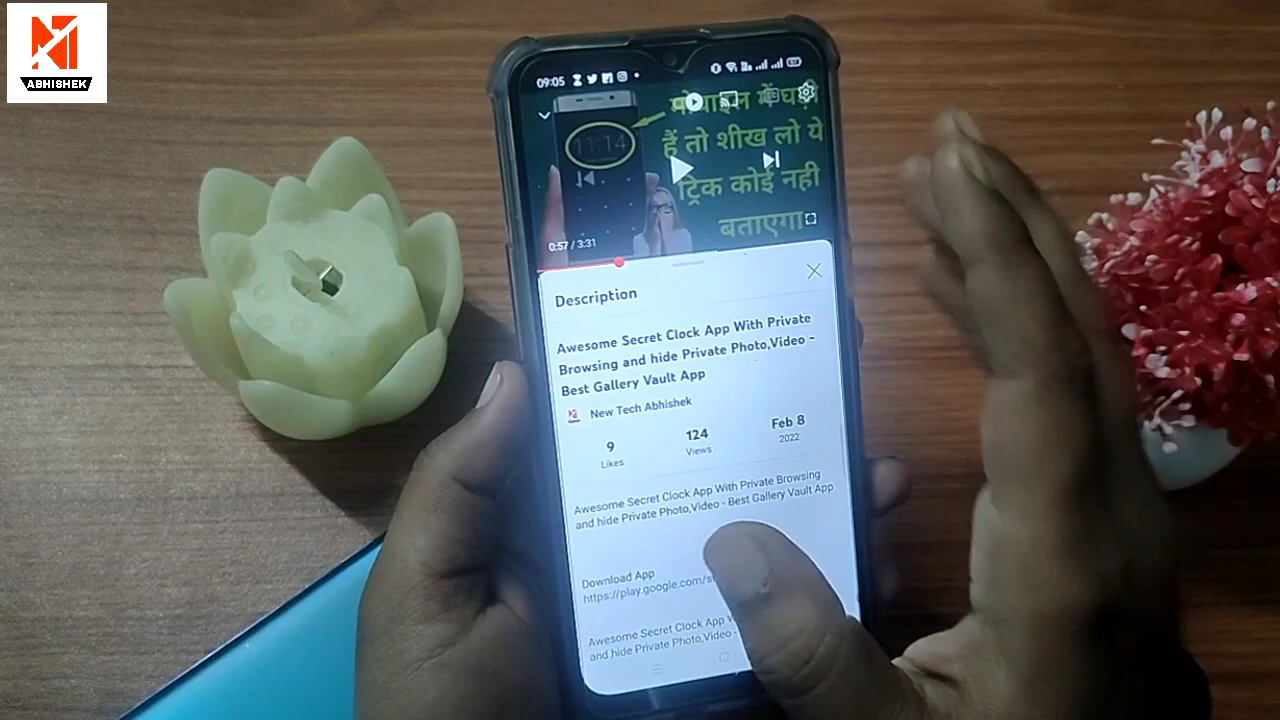 ABHISHEK
09:05
मोबाइल में घड़ी
हैं तो शीख लो ये
ट्रिक कोई नही
बताएगा
11:14
0:57 / 3:31
Description
Awesome Secret Clock App With Private
Browsing and hide Private Photo,Video -
Best Gallery Vault App
New Tech Abhishek
9
Likes
124
Views
Feb 8
2022
Awesome Secret Clock App With Private Browsing
and hide Private Photo,Video - Best Gallery Vault App
Download App
https://play.google.com/
Awesome Secret Clock App
and hide Private Photo,Video -